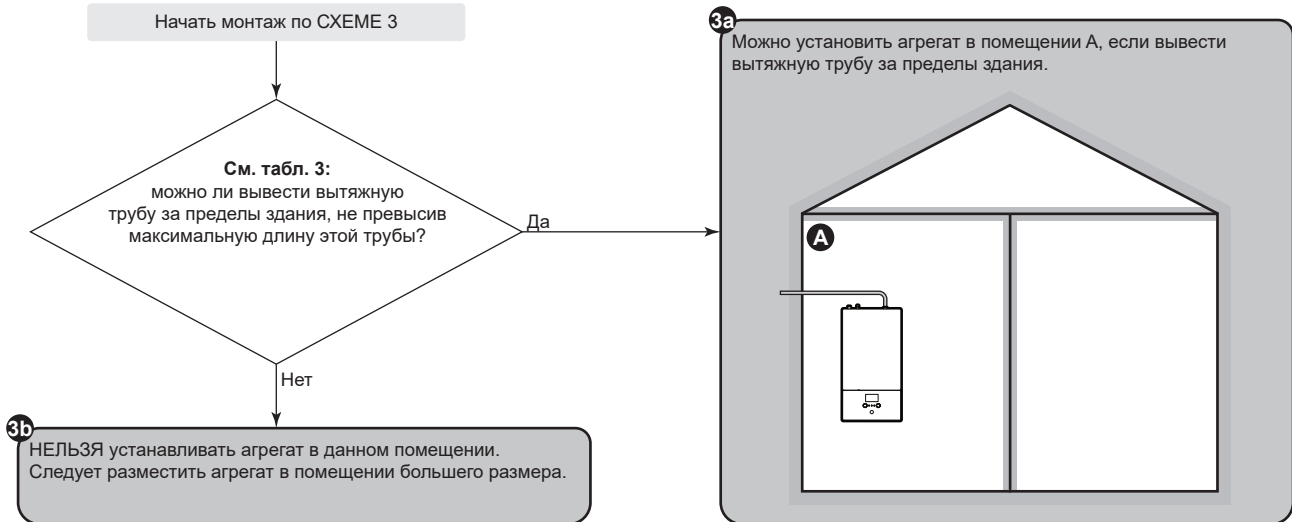 Начать монтаж по СХЕМЕ 3
См. табл. 3:
можно ли вывести вытяжную
трубу за пределы здания, не превысив
максимальную длину этой трубы?
Да
Нет
3b
НЕЛЬЗЯ устанавливать агрегат в данном помещении.
Следует разместить агрегат в помещении большего размера.
3a
Можно установить агрегат в помещении A, если вывести
вытяжную трубу за пределы здания.
A